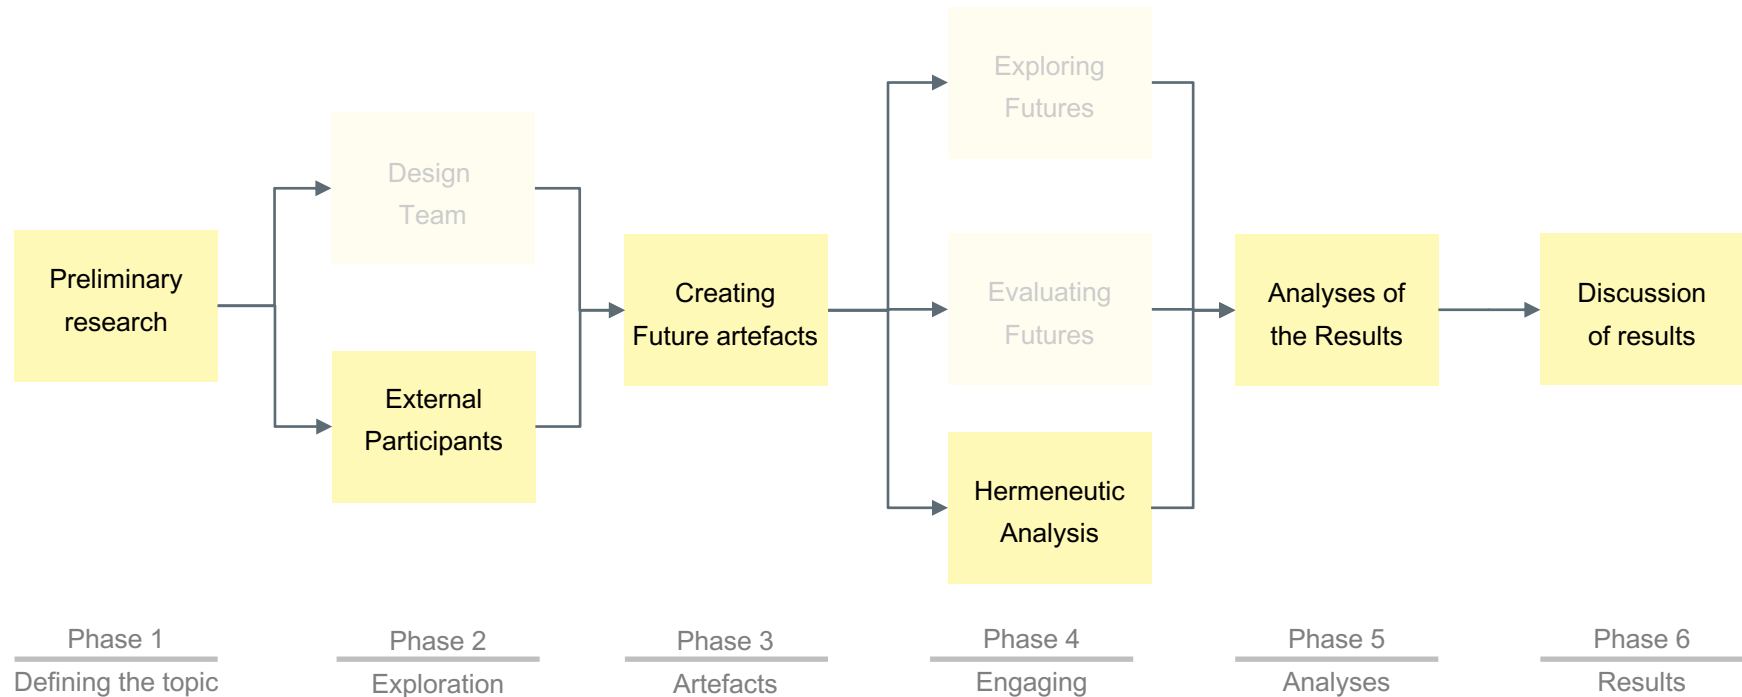 Preliminary
research
Design
Team
External
Participants
Creating
Future artefacts
Exploring
Futures
Evaluating
Futures
Hermeneutic
Analysis
Analyses of
the Results
Discussion
of results
Phase 1
Defining the topic
Phase 2
Exploration
Phase 3
Artefacts
Phase 4
Engaging
Phase 5
Analyses
Phase 6
Results